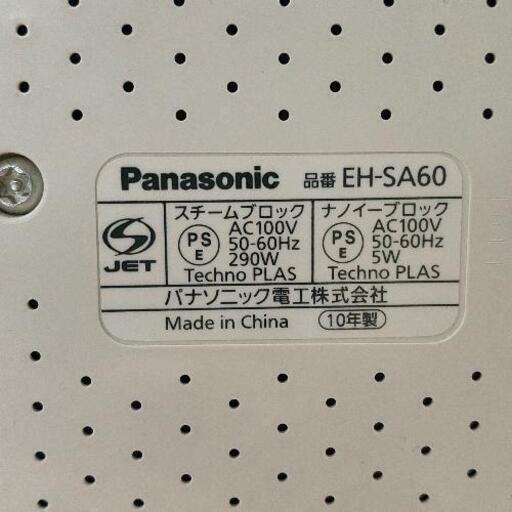 Panasonic 品番 EH-SA60
スチームブロック
AC100V
50-60Hz
290W
Techno PLAS
PS
E
ナノイーブロック
AC100V
50-60Hz
5W
Techno PLAS
PS
E
S
JET
パナソニック電工株式会社
Made in China 10年製